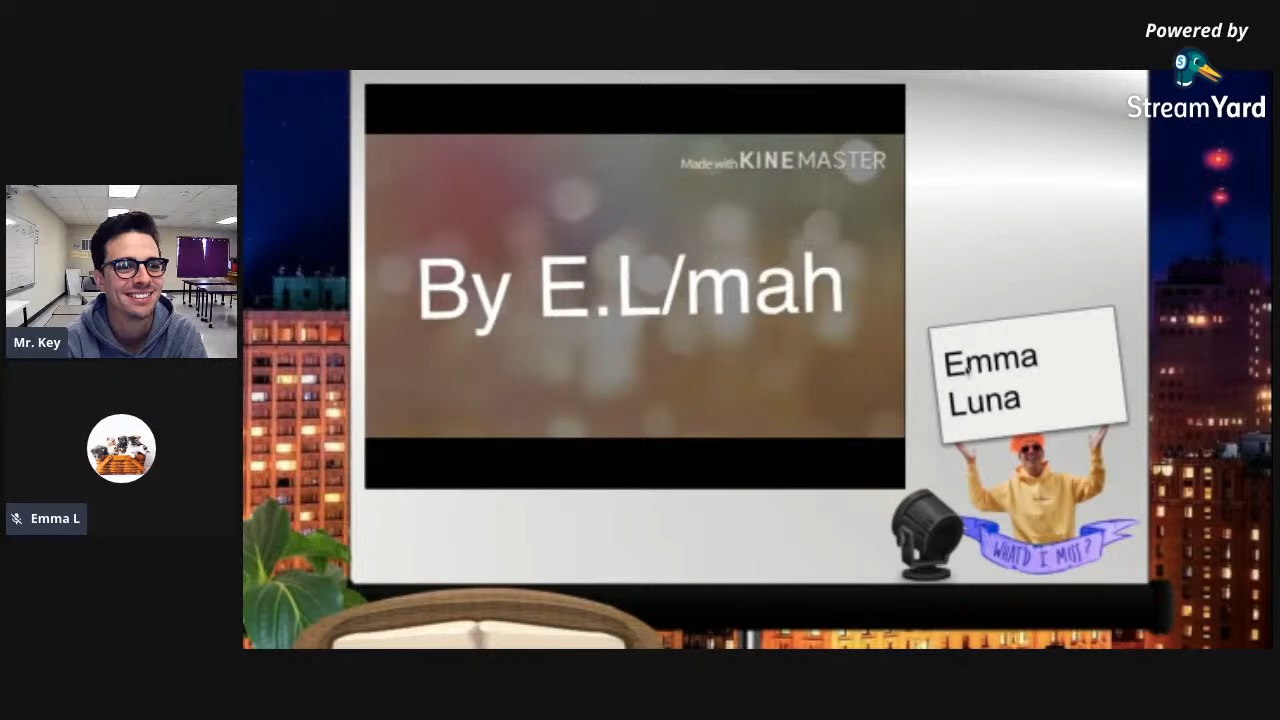 Powered by
StreamYard
Made with KINEMASTER
By E.L/mah
Mr. Key
Emma
Luna
Emma L
WHAT'D I MISS?